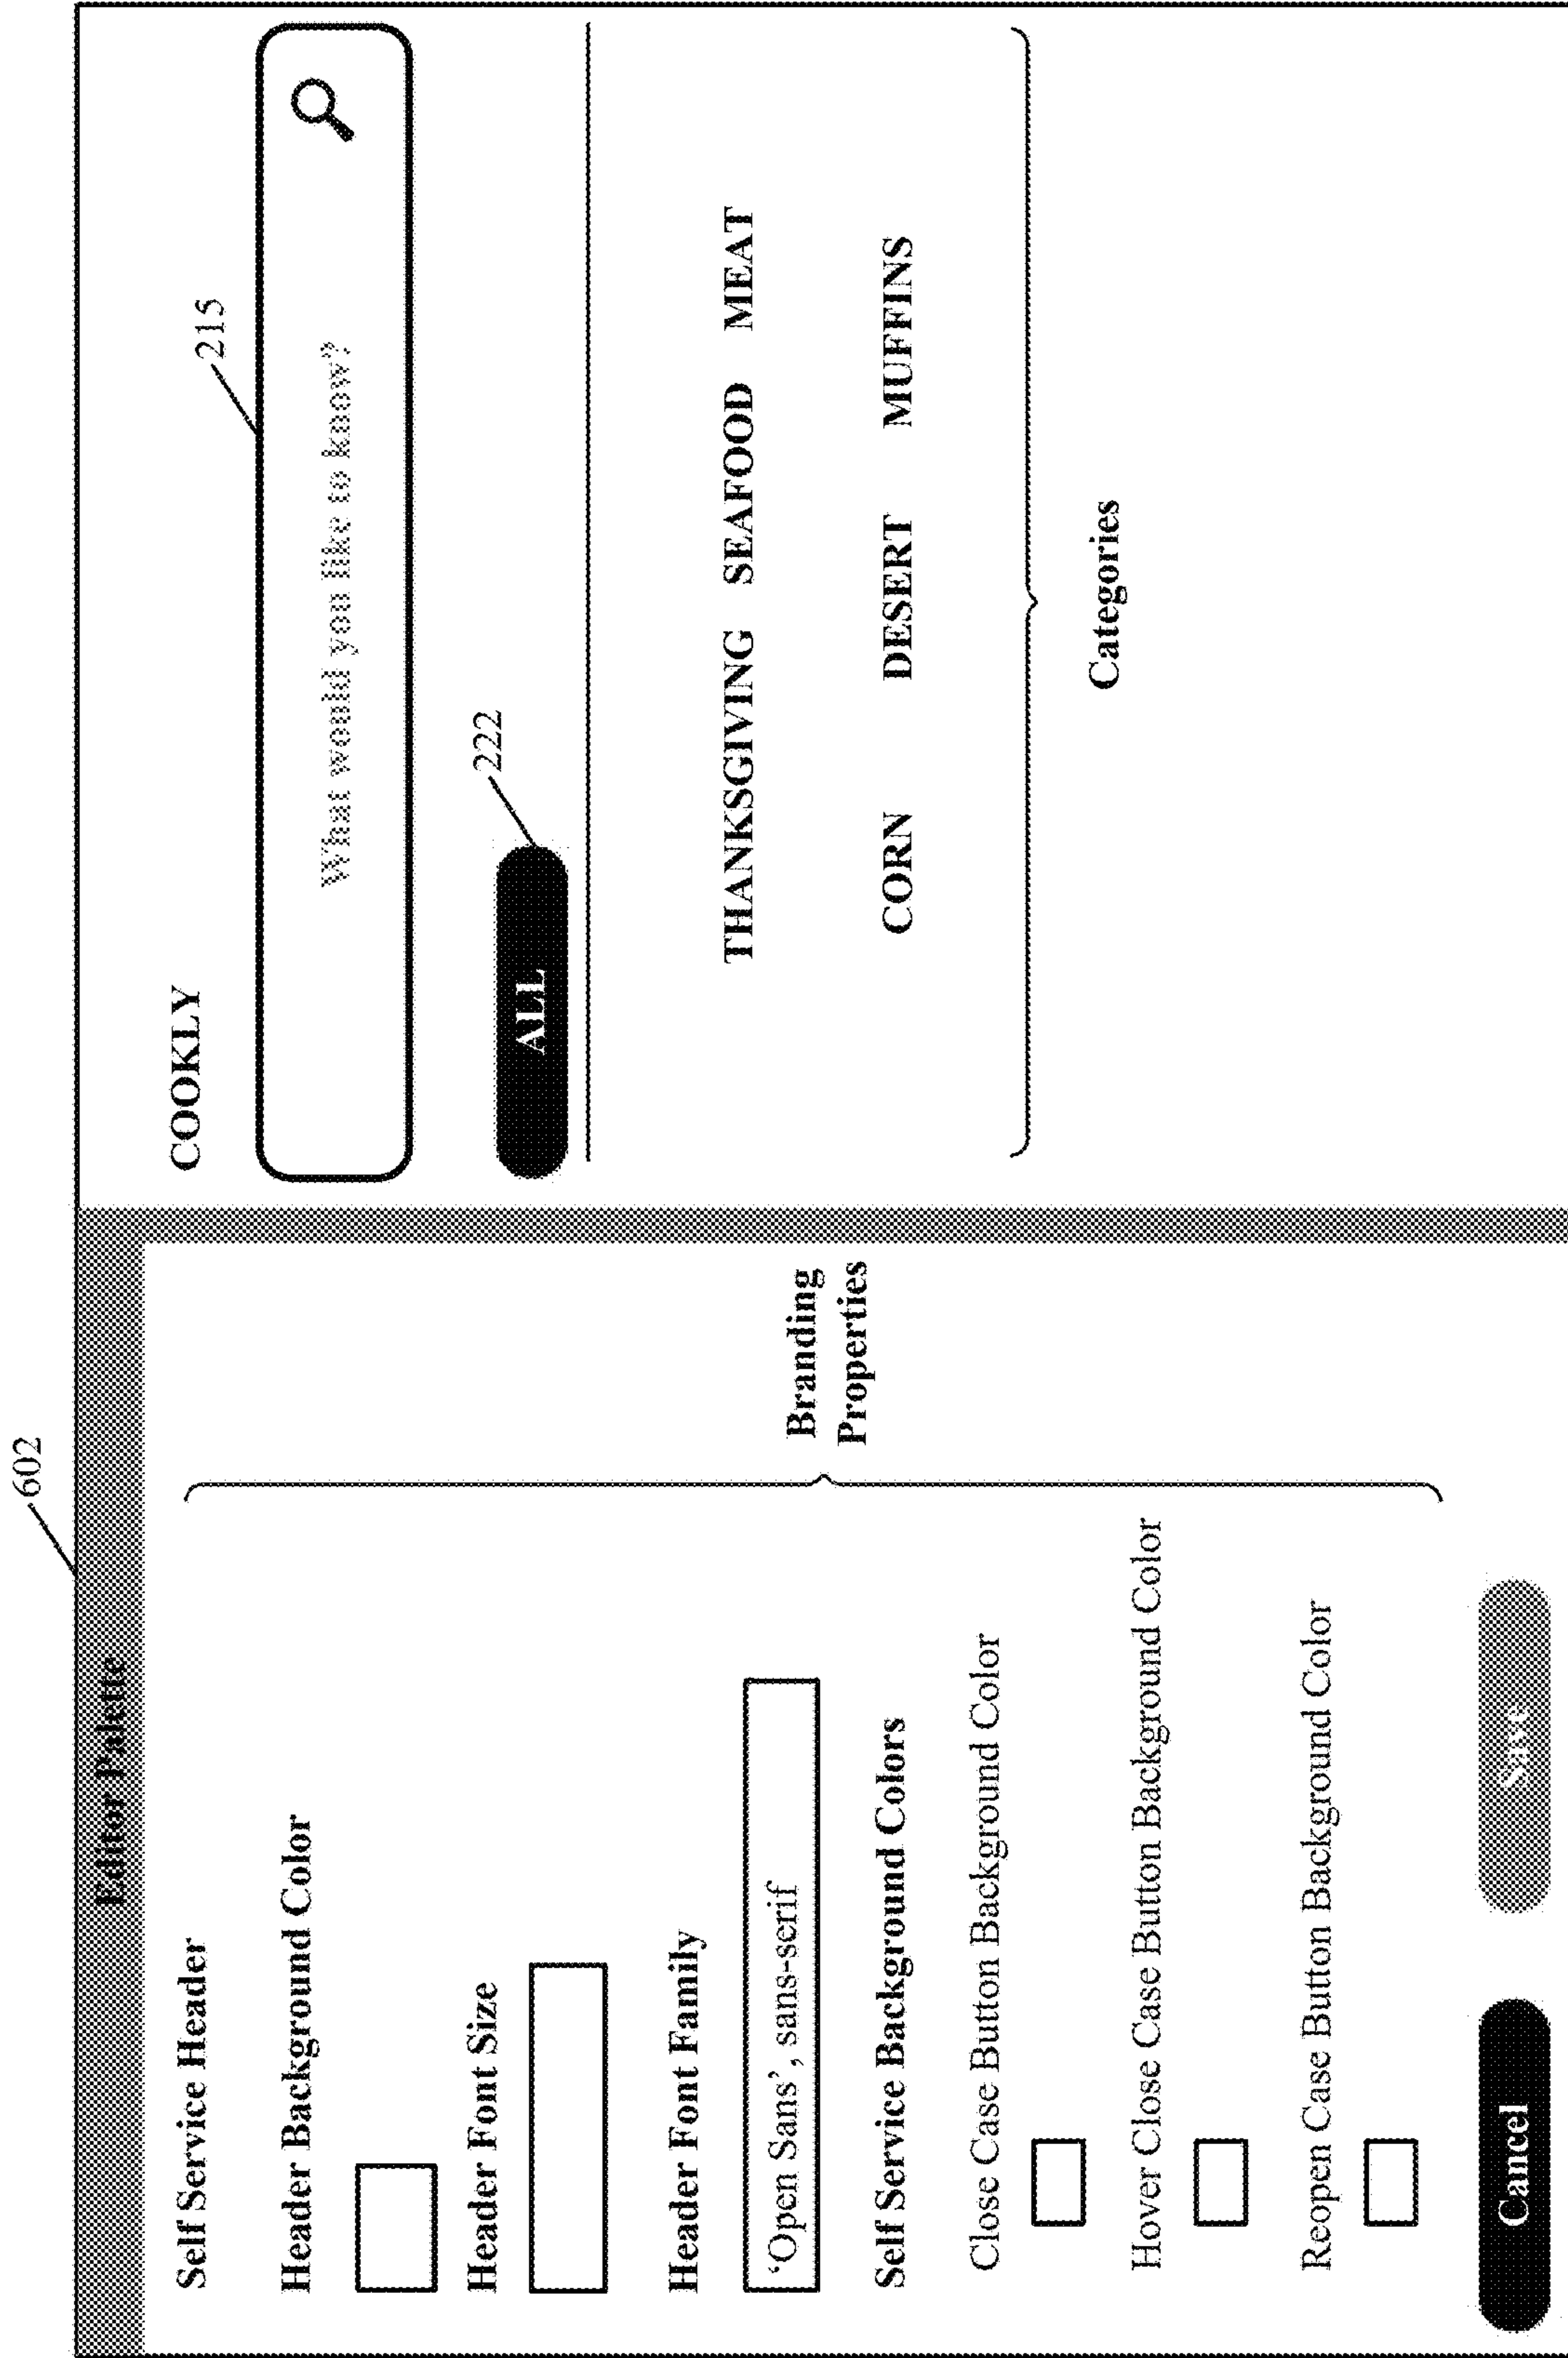 602
Editor Palette
Self Service Header
Header Background Color
Header Font Size
Header Font Family
‘Open Sans’, sans-serif
Self Service Background Colors
Close Case Button Background Color
Hover Close Case Button Background Color
Reopen Case Button Background Color
Cancel
Save
Branding
Properties
COOKLY
215
What would you like to know?
222
ALL
THANKSGIVING SEAFOOD MEAT
CORN DESERT MUFFINS
Categories